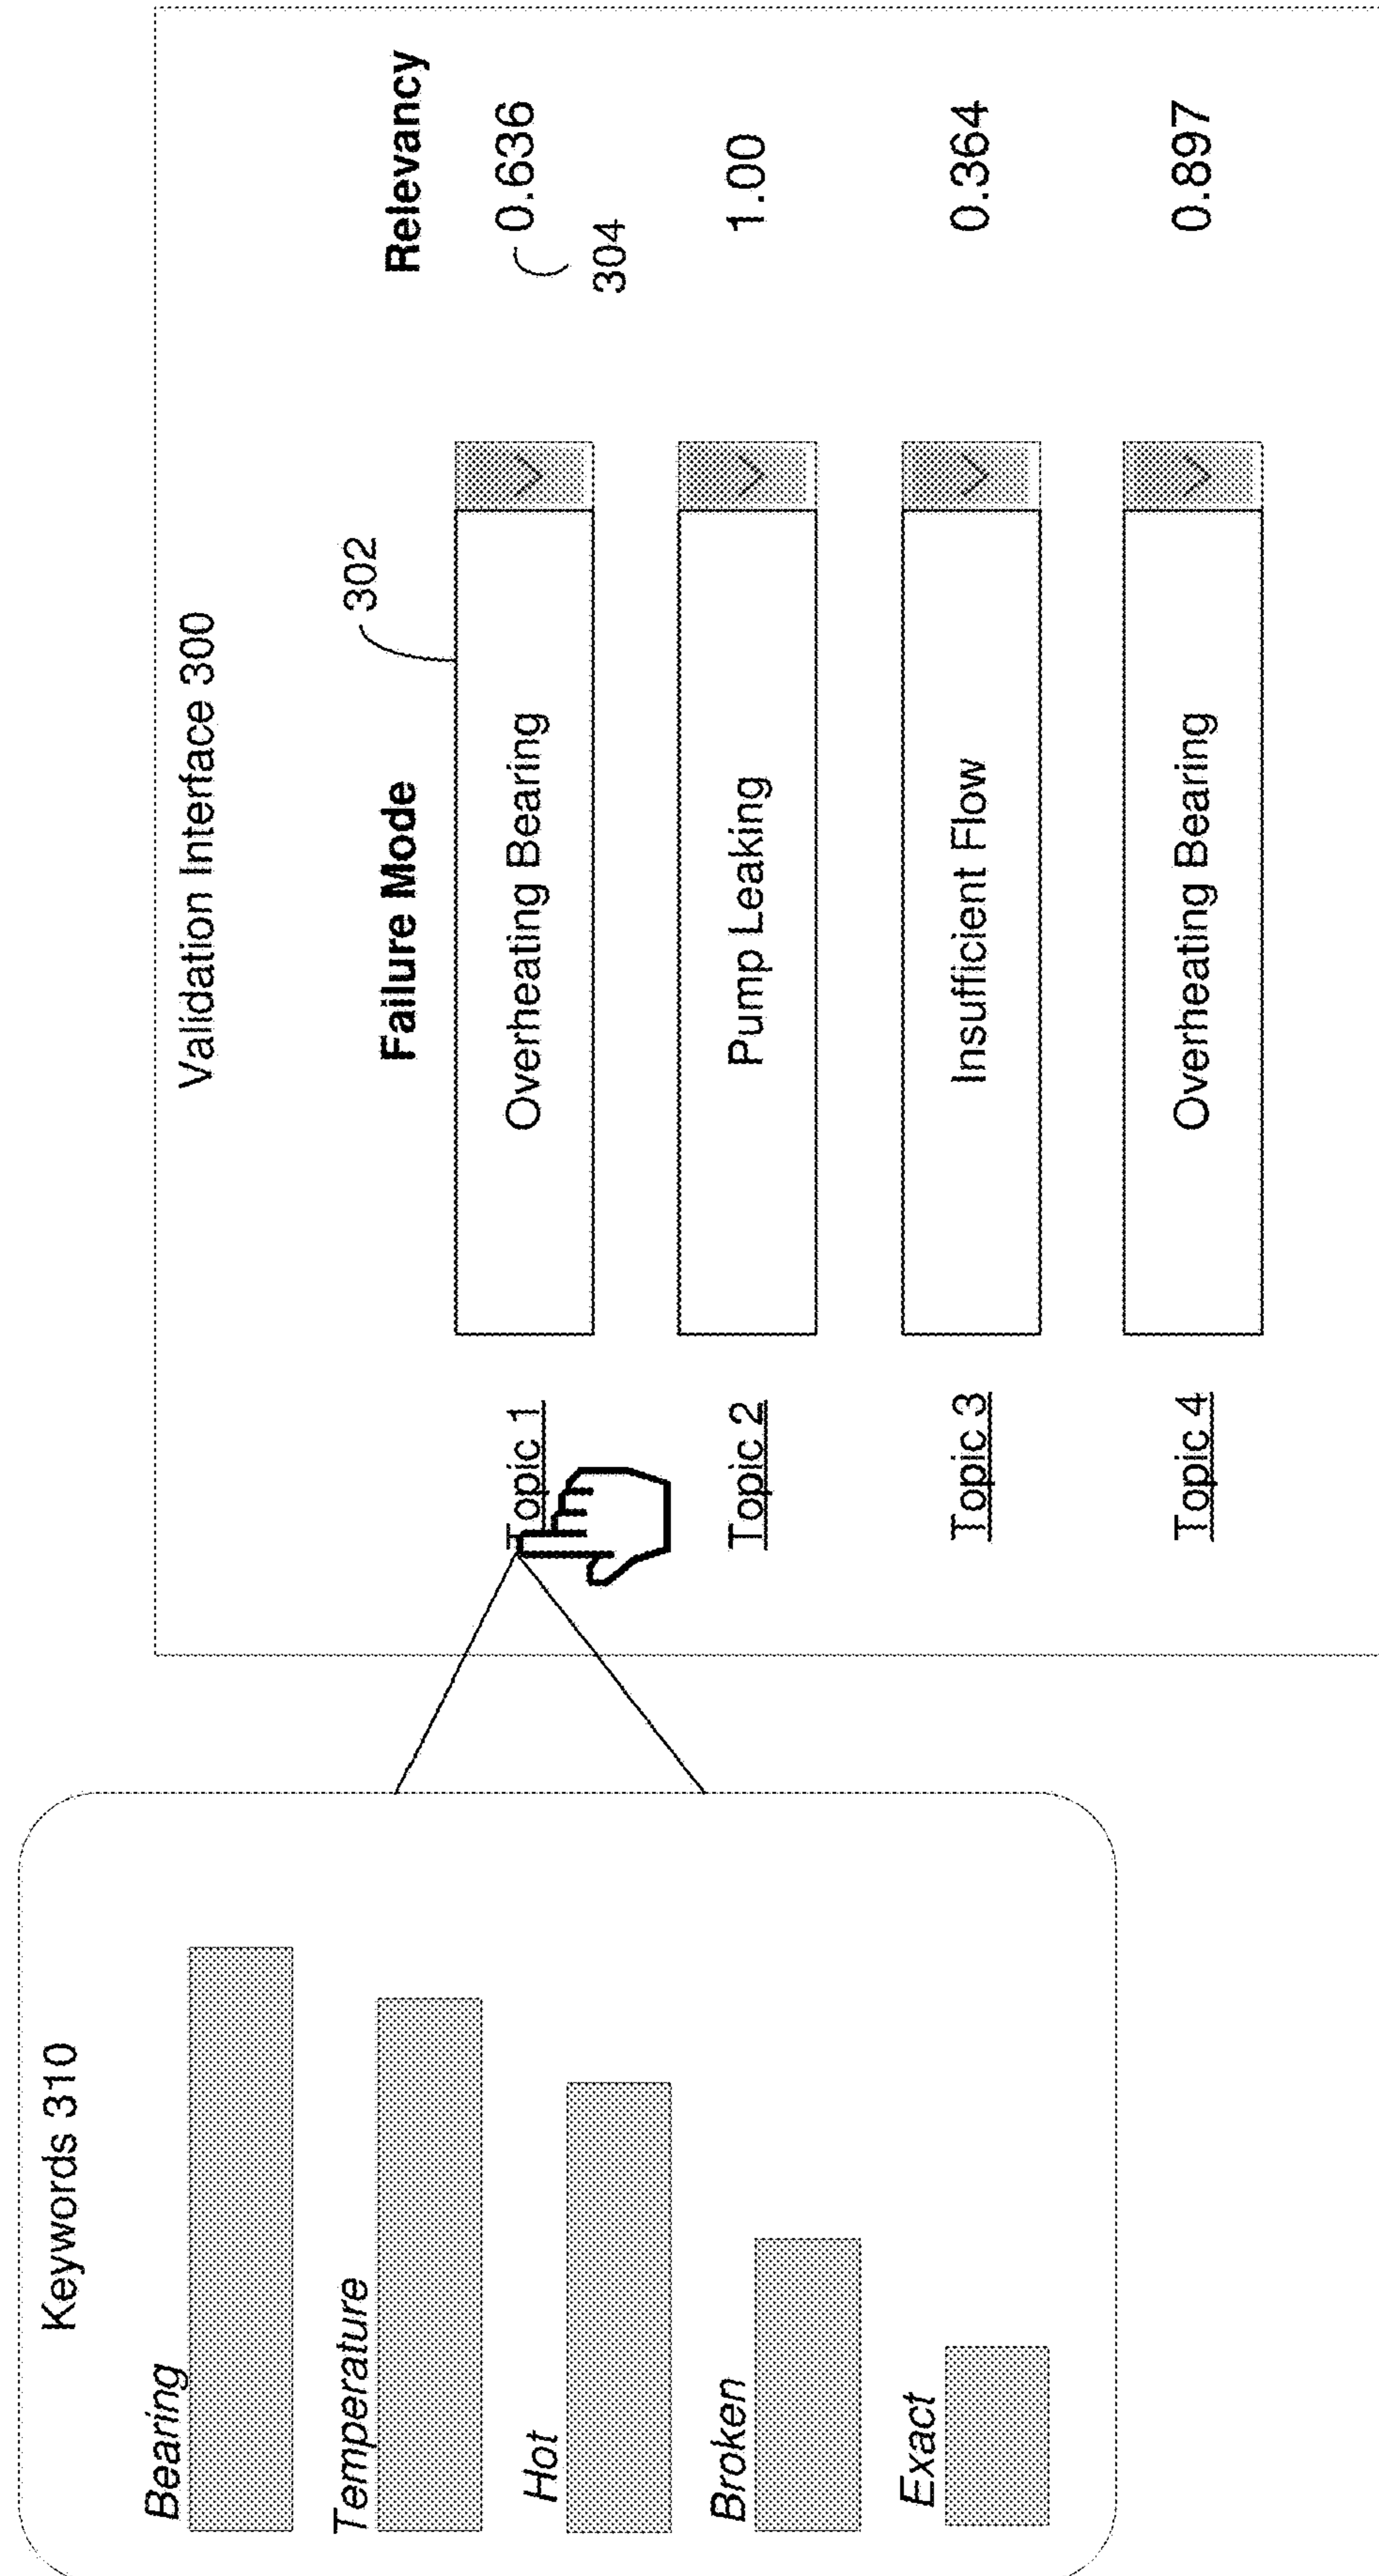 Keywords 310
Bearing
Temperature
Hot
Broken
Exact
Validation Interface 300
Failure Mode
Relevancy
302
Topic 1
Overheating Bearing
0.636
304
Topic 2
Pump Leaking
1.00
Topic 3
Insufficient Flow
0.364
Topic 4
Overheating Bearing
0.897